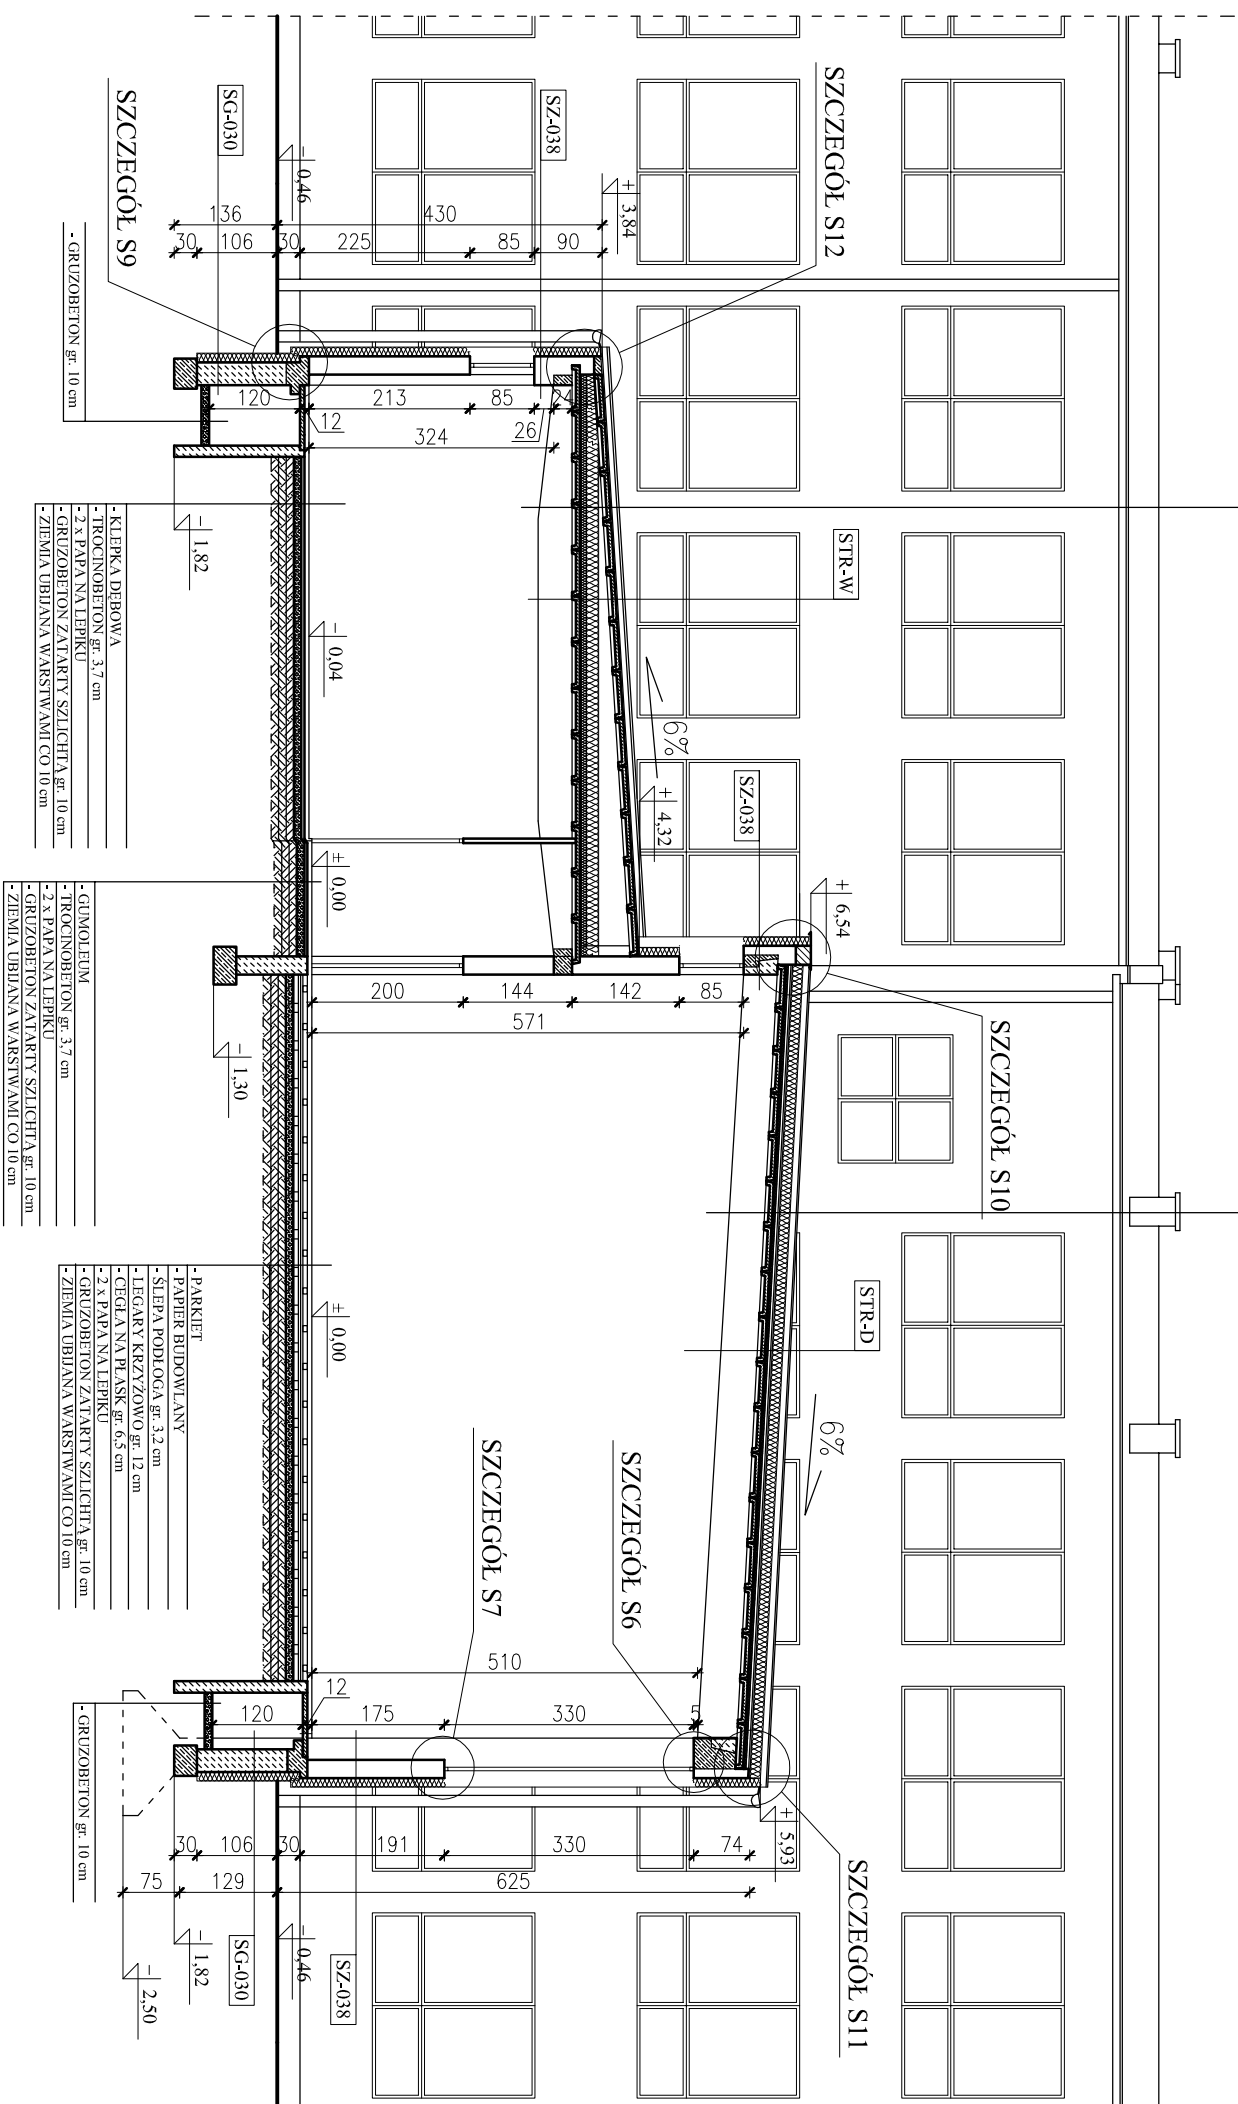 SZCZEGÓŁ S12
SZCZEGÓŁ S10
SZCZEGÓŁ S11
SZCZEGÓŁ S6
SZCZEGÓŁ S7
SZCZEGÓŁ S9
STR-W
STR-D
SZ-038
SZ-038
SZ-038
SG-030
SG-030
6%
6%
+ 3,84
+ 4,32
+ 6,54
+ 5,93
- 0,46
- 0,04
± 0,00
± 0,00
- 0,46
- 1,82
- 1,30
- 1,82
- 2,50
136
430
30
106
30
225
85
90
120
12
213
85
26
24
324
200
144
142
85
571
510
120
12
175
330
5
30
106
30
191
330
74
75
129
625
- GRUZOBETON gr. 10 cm
- KLEPKA DĘBOWA
- TROCINOBETON gr. 3,7 cm
- 2 x PAPA NA LEPIKU
- GRUZOBETON ZATARTY SZLICHTĄ gr. 10 cm
- ZIEMIA UBIJANA WARSTWAMI CO 10 cm
- GUMOLEUM
- TROCINOBETON gr. 3,7 cm
- 2 x PAPA NA LEPIKU
- GRUZOBETON ZATARTY SZLICHTĄ gr. 10 cm
- ZIEMIA UBIJANA WARSTWAMI CO 10 cm
- PARKIET
- PAPIER BUDOWLANY
- ŚLEPA PODŁOGA gr. 3,2 cm
- LEGARY KRZYŻOWO gr. 12 cm
- CEGŁA NA PŁASK gr. 6,5 cm
- 2 x PAPA NA LEPIKU
- GRUZOBETON ZATARTY SZLICHTĄ gr. 10 cm
- ZIEMIA UBIJANA WARSTWAMI CO 10 cm
- GRUZOBETON gr. 10 cm